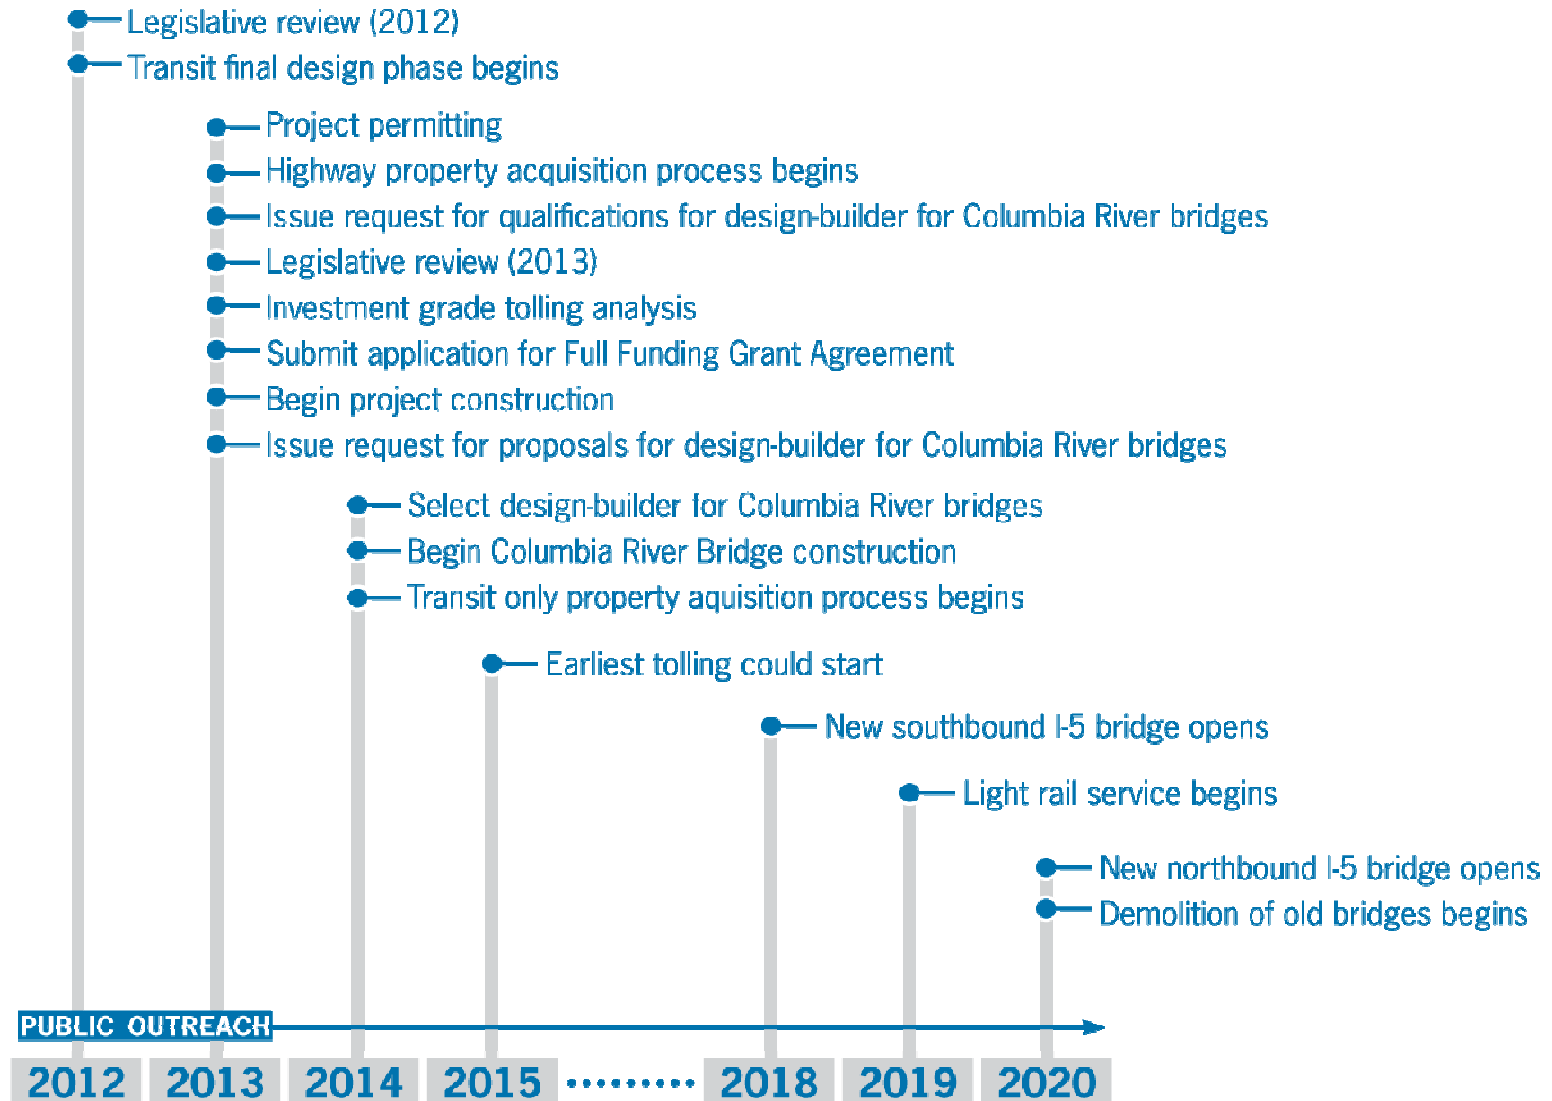 Legislative review (2012)
Transit final design phase begins
Project permitting
Highway property acquisition process begins
Issue request for qualifications for design-builder for Columbia River bridges
Legislative review (2013)
Investment grade tolling analysis
Submit application for Full Funding Grant Agreement
Begin project construction
Issue request for proposals for design-builder for Columbia River bridges
Select design-builder for Columbia River bridges
Begin Columbia River Bridge construction
Transit only property aquisition process begins
Earliest tolling could start
New southbound I-5 bridge opens
Light rail service begins
New northbound I-5 bridge opens
Demolition of old bridges begins
PUBLIC OUTREACH
2012 2013 2014 2015 ......... 2018 2019 2020